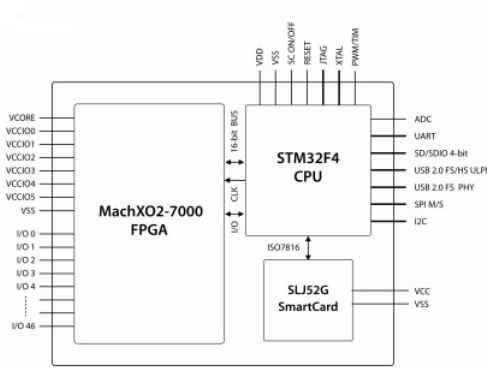 VDD
VSS
SC ON/OFF
RESET
JTAG
XTAL
PWM/TIM
VCORE
VCCIO0
VCCIO1
VCCIO2
VCCIO3
VCCIO4
VCCIO5
VSS
I/O 0
I/O 1
I/O 2
I/O 3
I/O 4
I/O 46
MachXO2-7000
FPGA
16-bit BUS
CLK
I/O
STM32F4
CPU
ADC
UART
SD/SDIO 4-bit
USB 2.0 FS/HS ULPI
USB 2.0 FS PHY
SPI M/S
I2C
ISO7816
SLJ52G
SmartCard
VCC
VSS